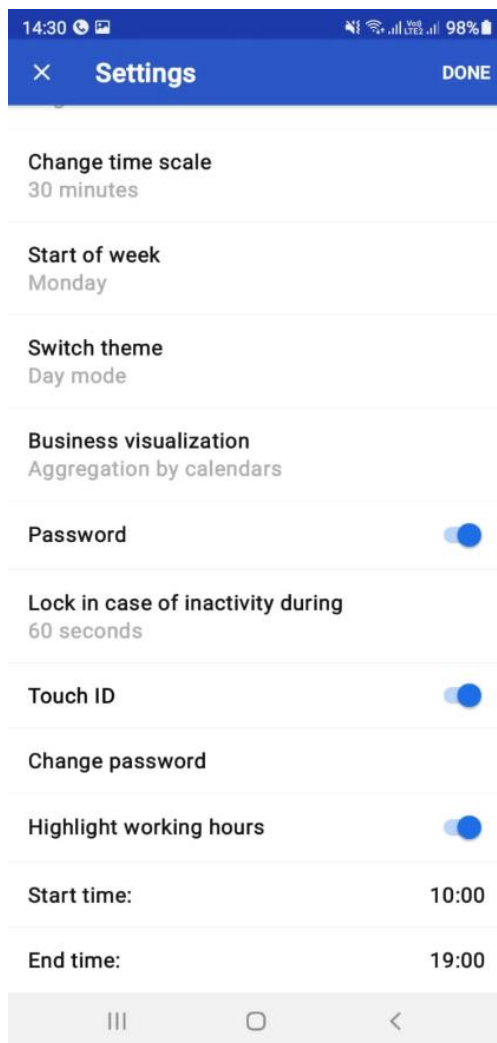 14:30 98%
Settings DONE
Change time scale
30 minutes
Start of week
Monday
Switch theme
Day mode
Business visualization
Aggregation by calendars
Password
Lock in case of inactivity during
60 seconds
Touch ID
Change password
Highlight working hours
Start time: 10:00
End time: 19:00